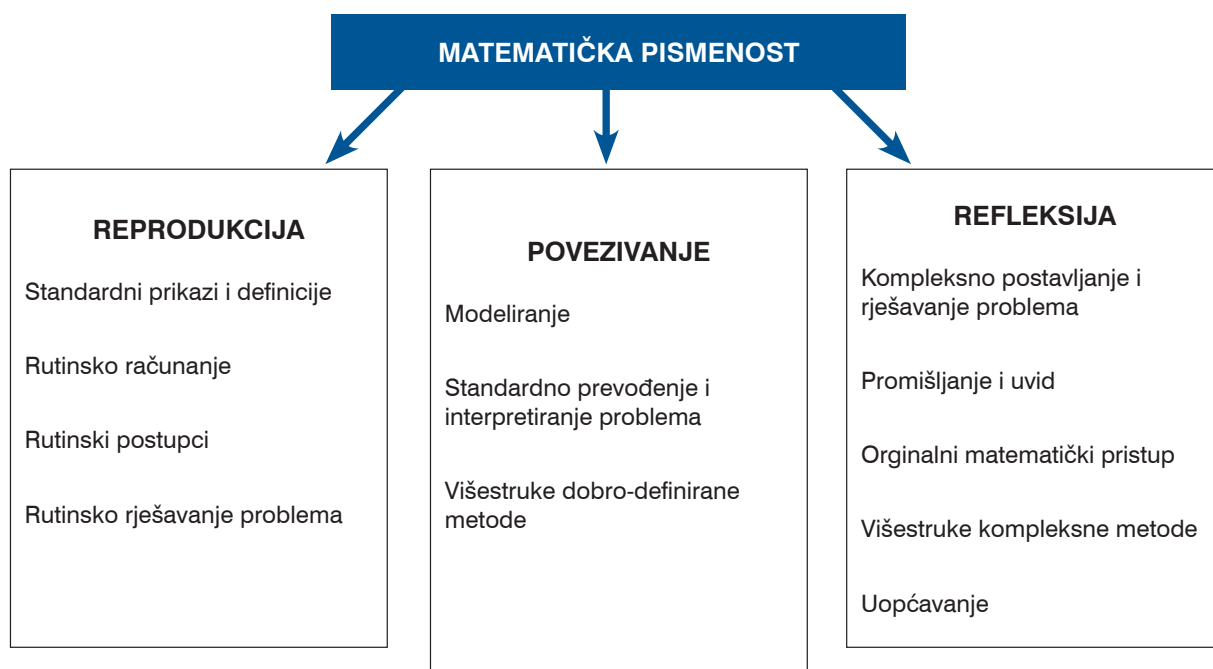 MATEMATIČKA PISMENOST
REPRODUKCIJA
Standardni prikazi i definicije
Rutinsko računanje
Rutinski postupci
Rutinsko rješavanje problema
POVEZIVANJE
Modeliranje
Standardno prevođenje i
interpretiranje problema
Višestruke dobro-definirane
metode
REFLEKSIJA
Kompleksno postavljanje i
rješavanje problema
Promišljanje i uvid
Orginalni matematički pristup
Višestruke kompleksne metode
Uopćavanje